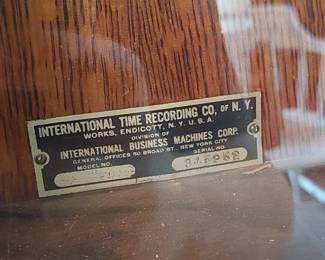 INTERNATIONAL TIME RECORDING CO. OF N.Y.
WORKS, ENDICOTT, N.Y. U.S.A.
DIVISION OF
INTERNATIONAL BUSINESS MACHINES CORP.
GENERAL OFFICES 50 BROAD ST., NEW YORK CITY
MODEL NO. SERIAL NO.